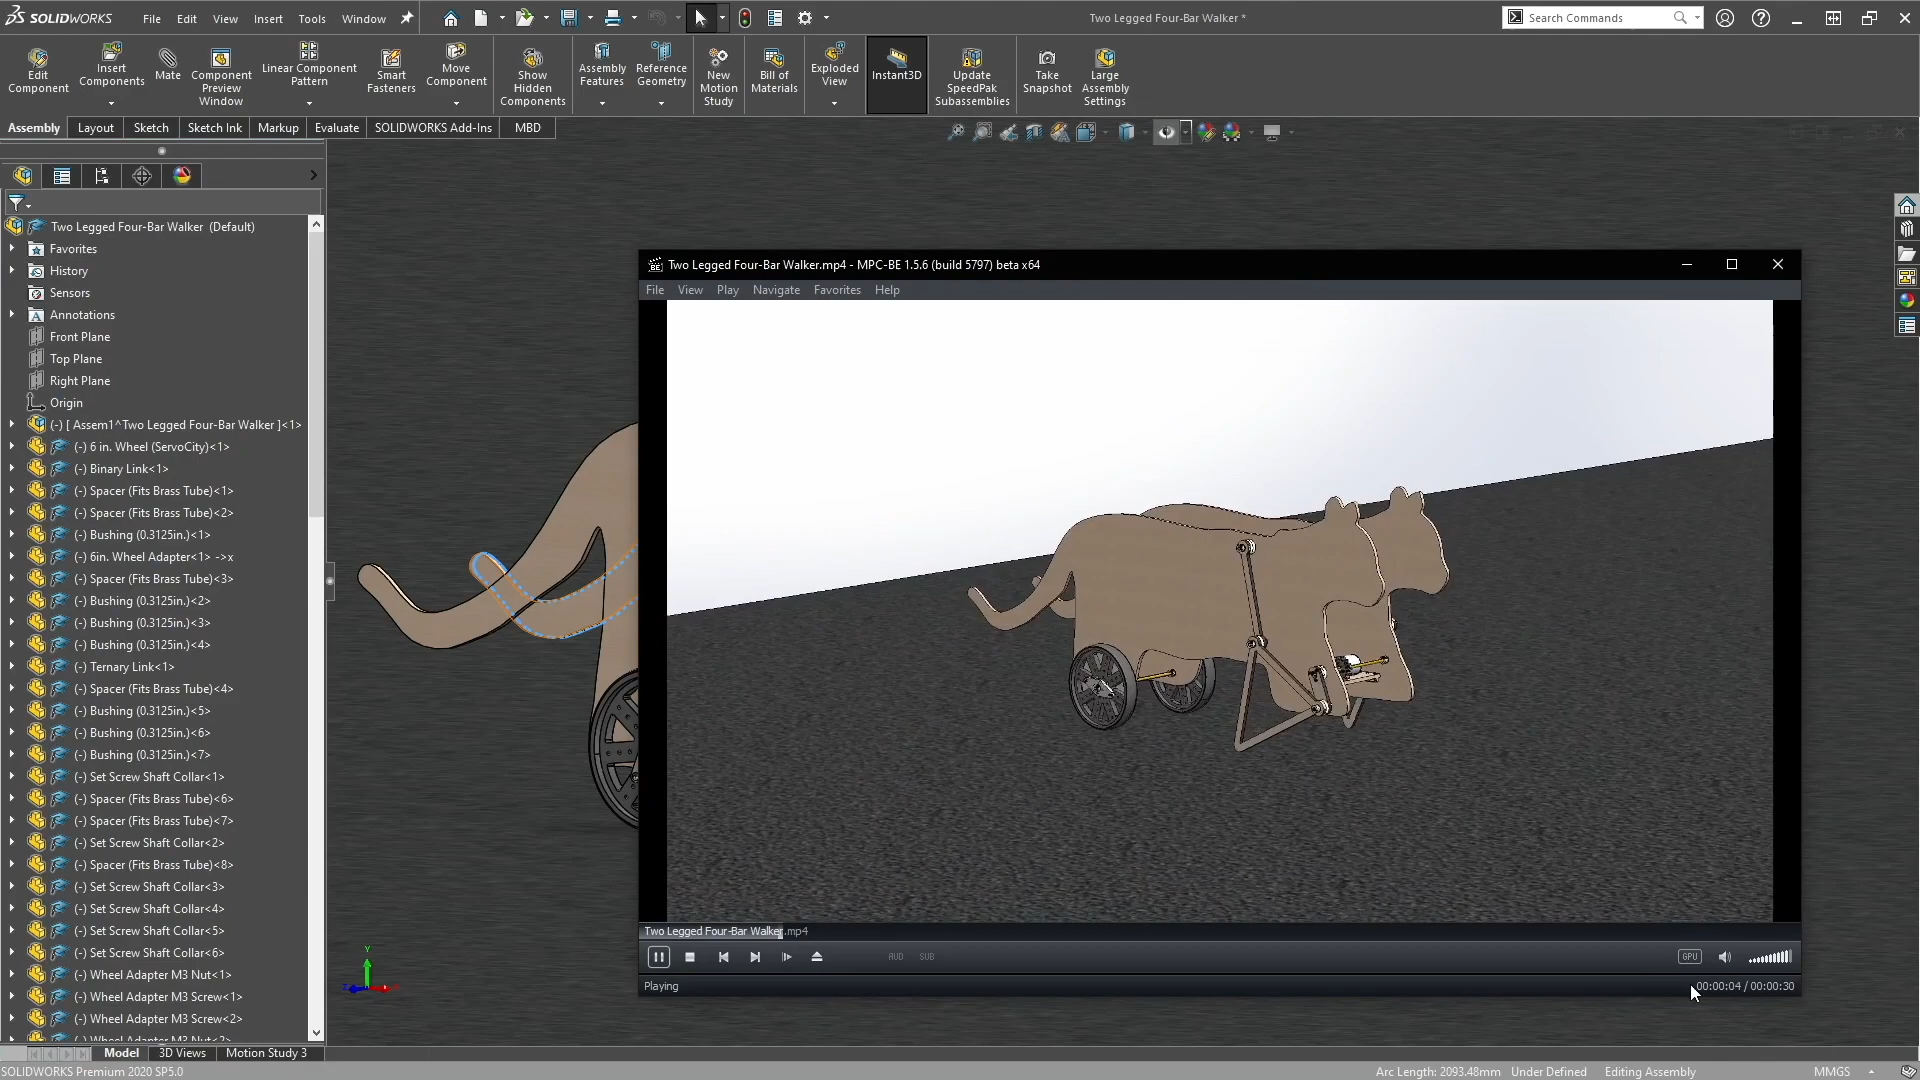 SOLIDWORKS
File Edit View Insert Tools Window
Two Legged Four-Bar Walker *
Search Commands
Edit
Component
Insert
Components
Mate
Component
Preview
Window
Linear Component
Pattern
Smart
Fasteners
Move
Component
Show
Hidden
Components
Assembly
Features
Reference
Geometry
New
Motion
Study
Bill of
Materials
Exploded
View
Instant3D
Update
SpeedPak
Subassemblies
Take
Snapshot
Large
Assembly
Settings
Assembly Layout Sketch Sketch Ink Markup Evaluate SOLIDWORKS Add-Ins MBD
Two Legged Four-Bar Walker (Default)
Favorites
History
Sensors
Annotations
Front Plane
Top Plane
Right Plane
Origin
(-) [ Assem1^Two Legged Four-Bar Walker ]<1>
(-) 6 in. Wheel (ServoCity)<1>
(-) Binary Link<1>
(-) Spacer (Fits Brass Tube)<1>
(-) Spacer (Fits Brass Tube)<2>
(-) Bushing (0.3125in.)<1>
(-) 6in. Wheel Adapter<1> ->x
(-) Spacer (Fits Brass Tube)<3>
(-) Bushing (0.3125in.)<2>
(-) Bushing (0.3125in.)<3>
(-) Bushing (0.3125in.)<4>
(-) Ternary Link<1>
(-) Spacer (Fits Brass Tube)<4>
(-) Bushing (0.3125in.)<5>
(-) Bushing (0.3125in.)<6>
(-) Bushing (0.3125in.)<7>
(-) Set Screw Shaft Collar<1>
(-) Spacer (Fits Brass Tube)<6>
(-) Spacer (Fits Brass Tube)<7>
(-) Set Screw Shaft Collar<2>
(-) Spacer (Fits Brass Tube)<8>
(-) Set Screw Shaft Collar<3>
(-) Set Screw Shaft Collar<4>
(-) Set Screw Shaft Collar<5>
(-) Set Screw Shaft Collar<6>
(-) Wheel Adapter M3 Nut<1>
(-) Wheel Adapter M3 Screw<1>
(-) Wheel Adapter M3 Screw<2>
Two Legged Four-Bar Walker.mp4 - MPC-BE 1.5.6 (build 5797) beta x64
File View Play Navigate Favorites Help
Two Legged Four-Bar Walker.mp4
AUD SUB
GPU
Playing
00:00:04 / 00:00:30
Y
Model 3D Views Motion Study 3
SOLIDWORKS Premium 2020 SP5.0
Arc Length: 2093.48mm Under Defined Editing Assembly MMGS